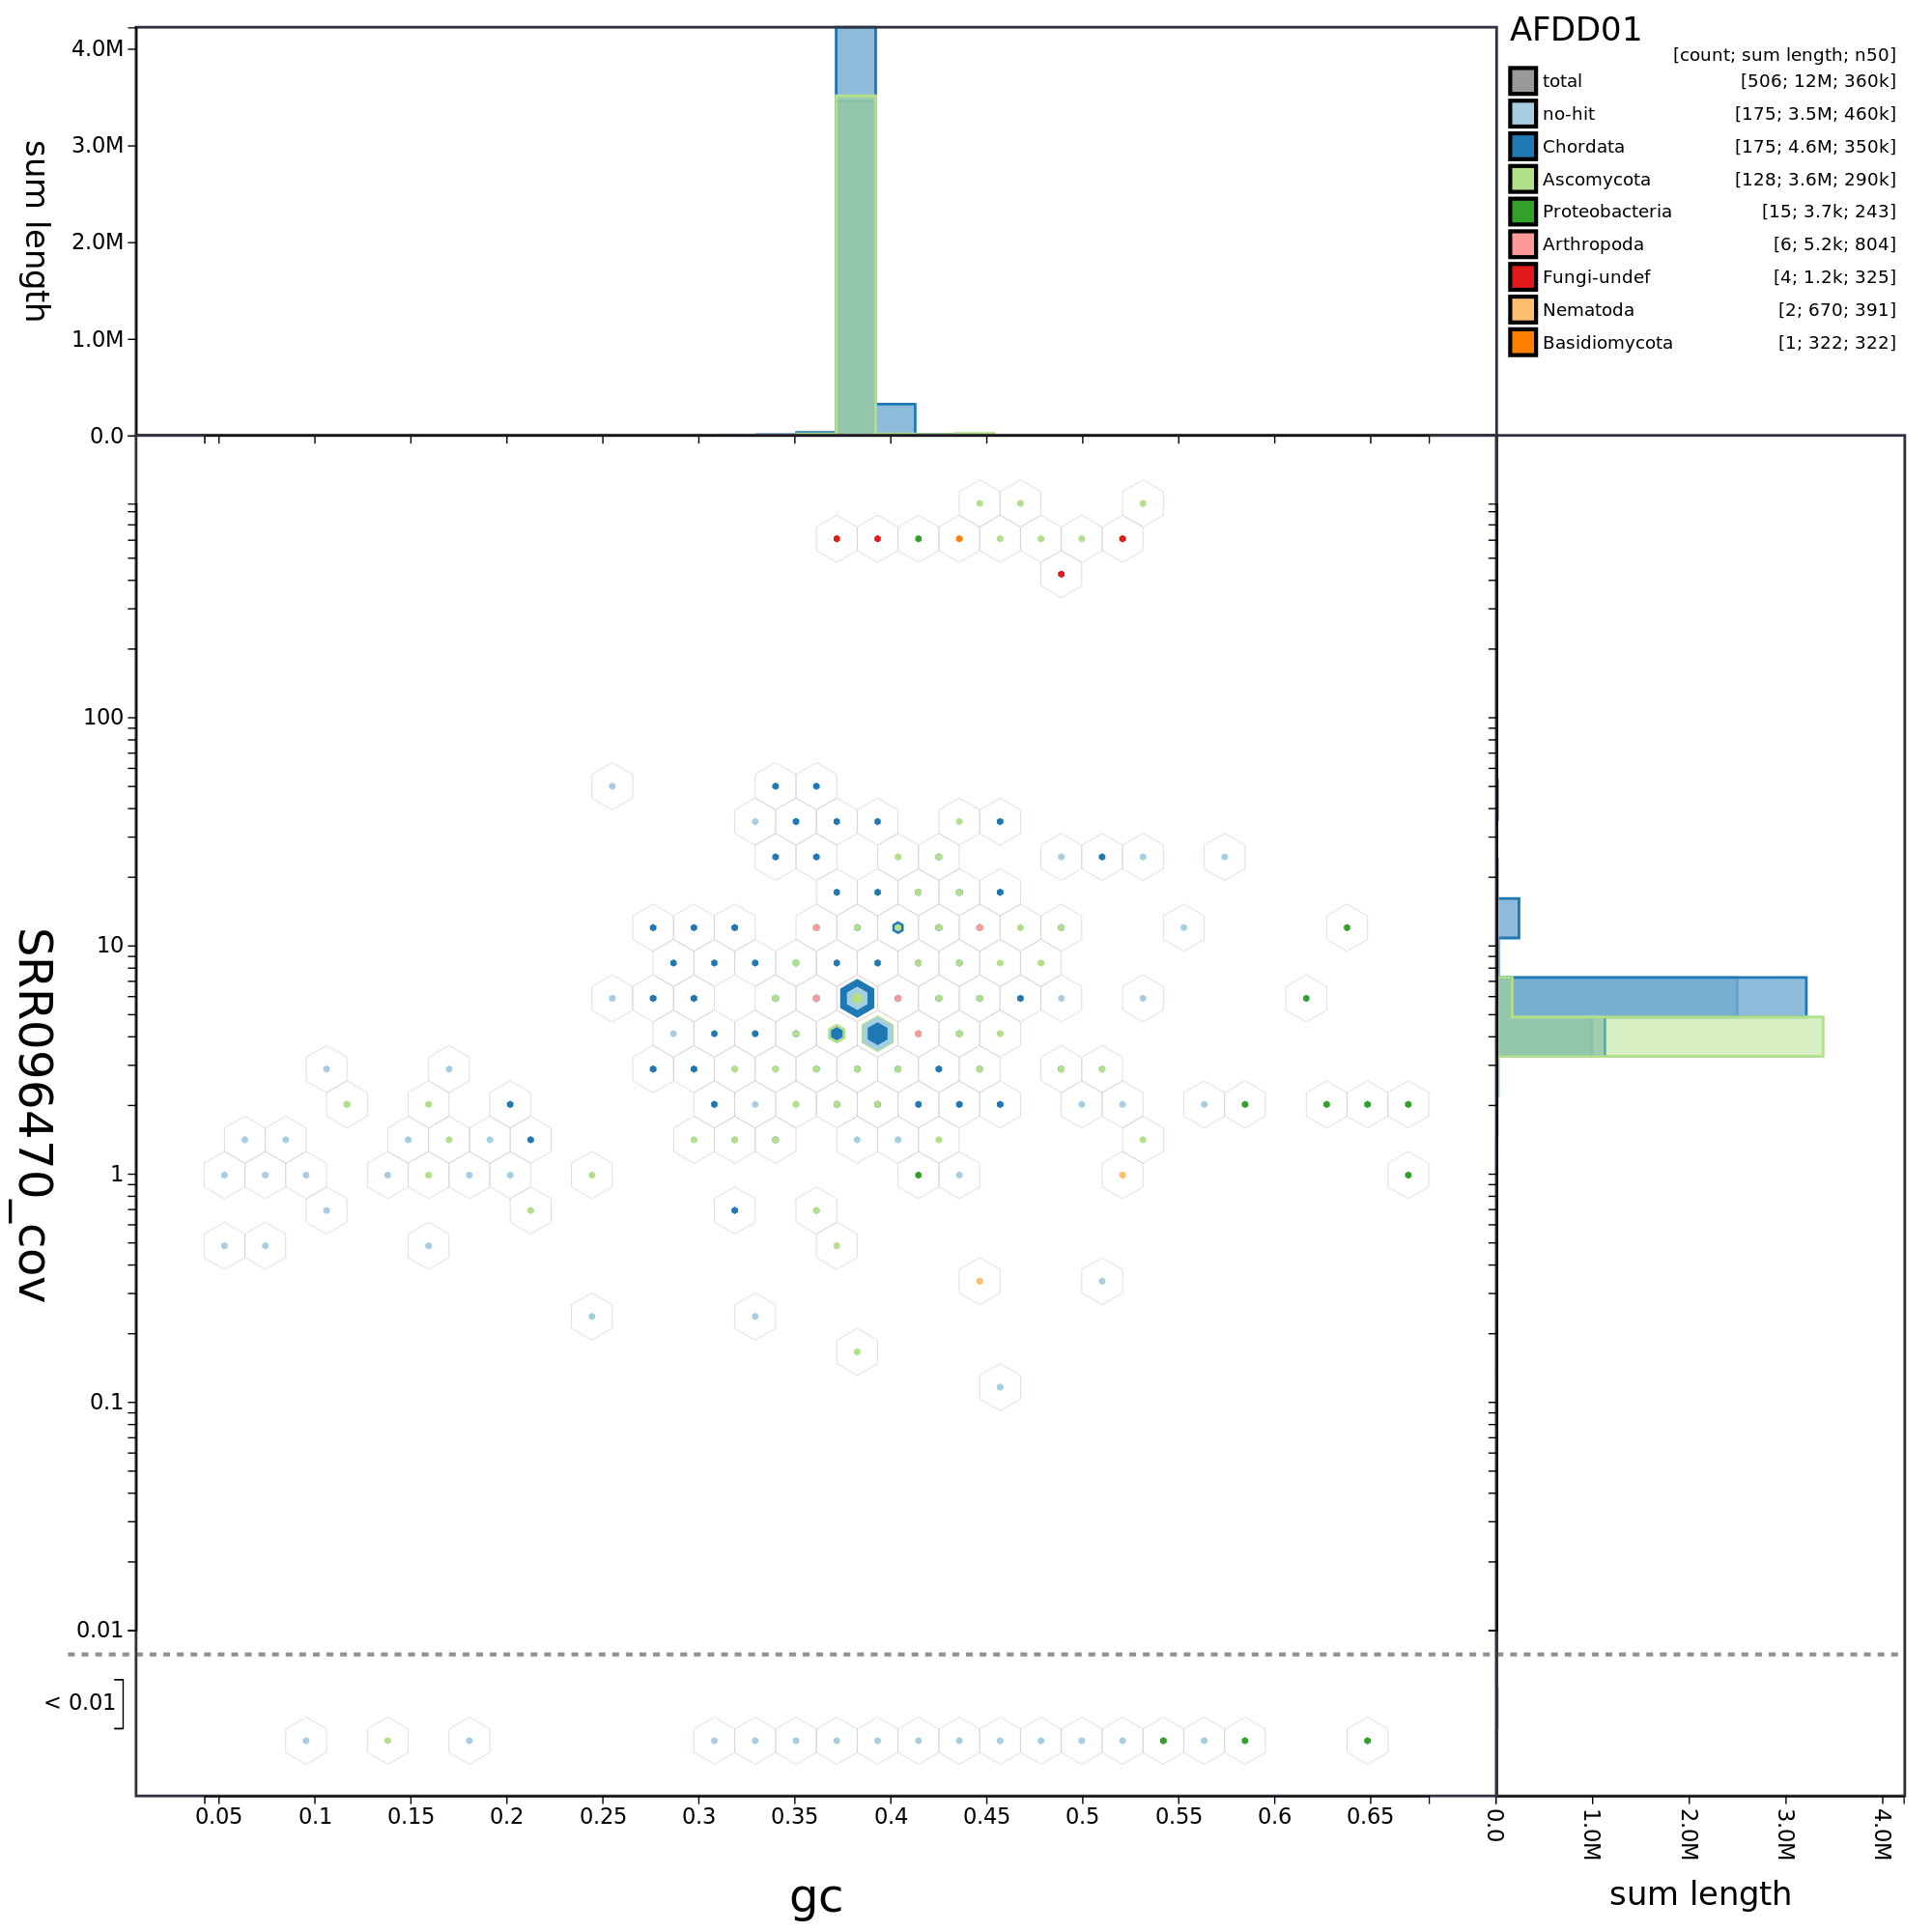 AFDD01
[count; sum length; n50]
total [506; 12M; 360k]
no-hit [175; 3.5M; 460k]
Chordata [175; 4.6M; 350k]
Ascomycota [128; 3.6M; 290k]
Proteobacteria [15; 3.7k; 243]
Arthropoda [6; 5.2k; 804]
Fungi-undef [4; 1.2k; 325]
Nematoda [2; 670; 391]
Basidiomycota [1; 322; 322]
sum length
4.0M
3.0M
2.0M
1.0M
0.0
SRR096470_cov
100
10
1
0.1
0.01
< 0.01
0.05 0.1 0.15 0.2 0.25 0.3 0.35 0.4 0.45 0.5 0.55 0.6 0.65
gc
0.0 1.0M 2.0M 3.0M 4.0M
sum length